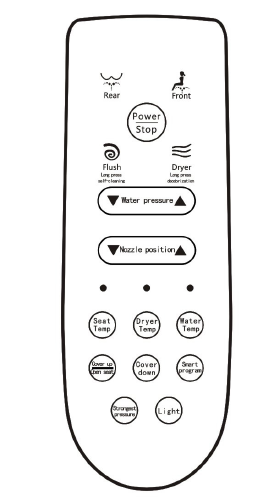 Rear
Front
Power
Stop
Flush
Long press
self-cleaning
Dryer
Long press
deodorization
Water pressure
Nozzle position
Seat
Temp
Dryer
Temp
Water
Temp
Cover up
Cover
down
Smart
program
Strongest
pressure
Light